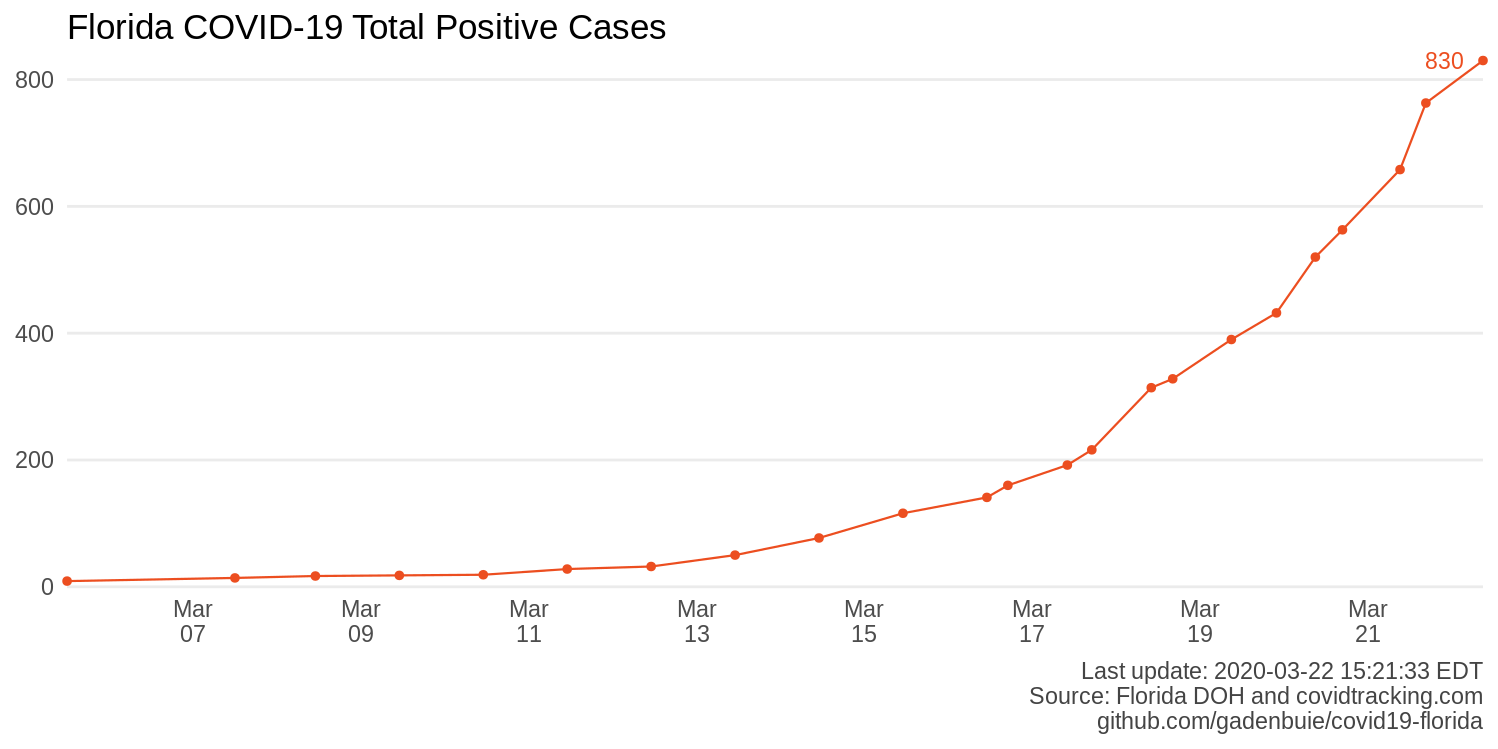 Florida COVID-19 Total Positive Cases
830
800
600
400
200
0
Mar Mar Mar Mar Mar Mar Mar Mar
07 09 11 13 15 17 19 21
Last update: 2020-03-22 15:21:33 EDT
Source: Florida DOH and covidtracking.com
github.com/gadenbuie/covid19-florida